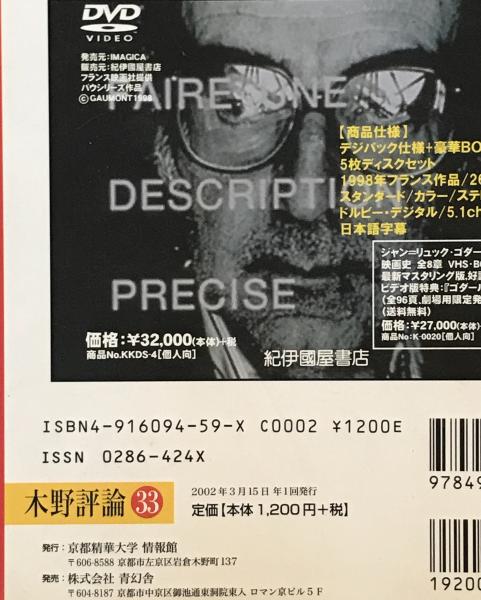 DVD
VIDEO
発売元：IMAGICA
販売元：紀伊國屋書店
フランス映画社提供
バウシリーズ作品
©GAUMONT1998
FAIRE UNE
DESCRIPTION
PRECISE
【商品仕様】
デジパック仕様+豪華BO
5枚ディスクセット
1998年フランス作品/26
スタンダード/カラー/ステ
ドルビー・デジタル/5.1ch
日本語字幕
ジャン=リュック・ゴダー
映画史 全8章 VHS・BO
最新マスタリング版、好評
ビデオ版特典：『ゴダール
(全96頁、劇場用限定発
(送料無料)
価格：¥27,000(本体)+
商品No：K-0020[個人向]
価格：¥32,000(本体)+税
商品No.KKDS-4[個人向]
紀伊國屋書店
ISBN4-916094-59-X C0002 ¥1200E
ISSN 0286-424X
97849
木野評論 33
2002年3月15日 年1回発行
定価【本体1,200円+税】
発行：京都精華大学 情報館
〒606-8588 京都市左京区岩倉木野町137
発売：株式会社 青幻舎
〒604-8187 京都市中京区御池通東洞院東入 ロマン京ビル5F
19200